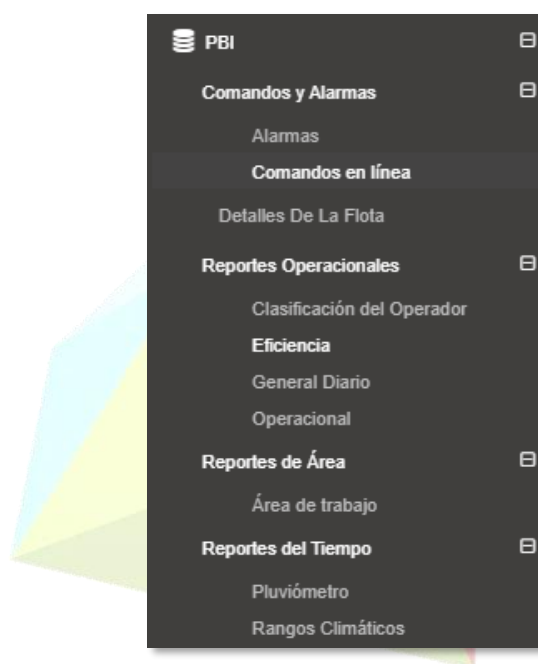 PBI
Comandos y Alarmas
Alarmas
Comandos en línea
Detalles De La Flota
Reportes Operacionales
Clasificación del Operador
Eficiencia
General Diario
Operacional
Reportes de Área
Área de trabajo
Reportes del Tiempo
Pluviómetro
Rangos Climáticos